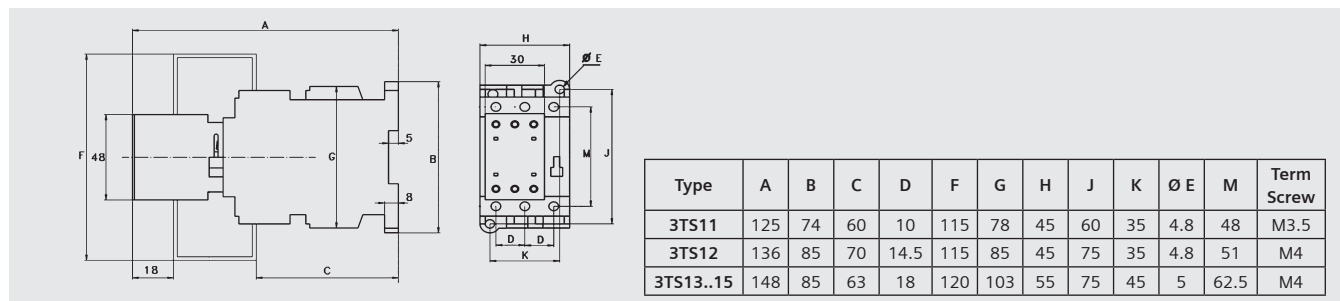 A
F
48
G
5
B
8
18
C
H
30
Ø E
M
J
D D
K
Type A B C D F G H J K Ø E M Term Screw
3TS11 125 74 60 10 115 78 45 60 35 4.8 48 M3.5
3TS12 136 85 70 14.5 115 85 45 75 35 4.8 51 M4
3TS13..15 148 85 63 18 120 103 55 75 45 5 62.5 M4